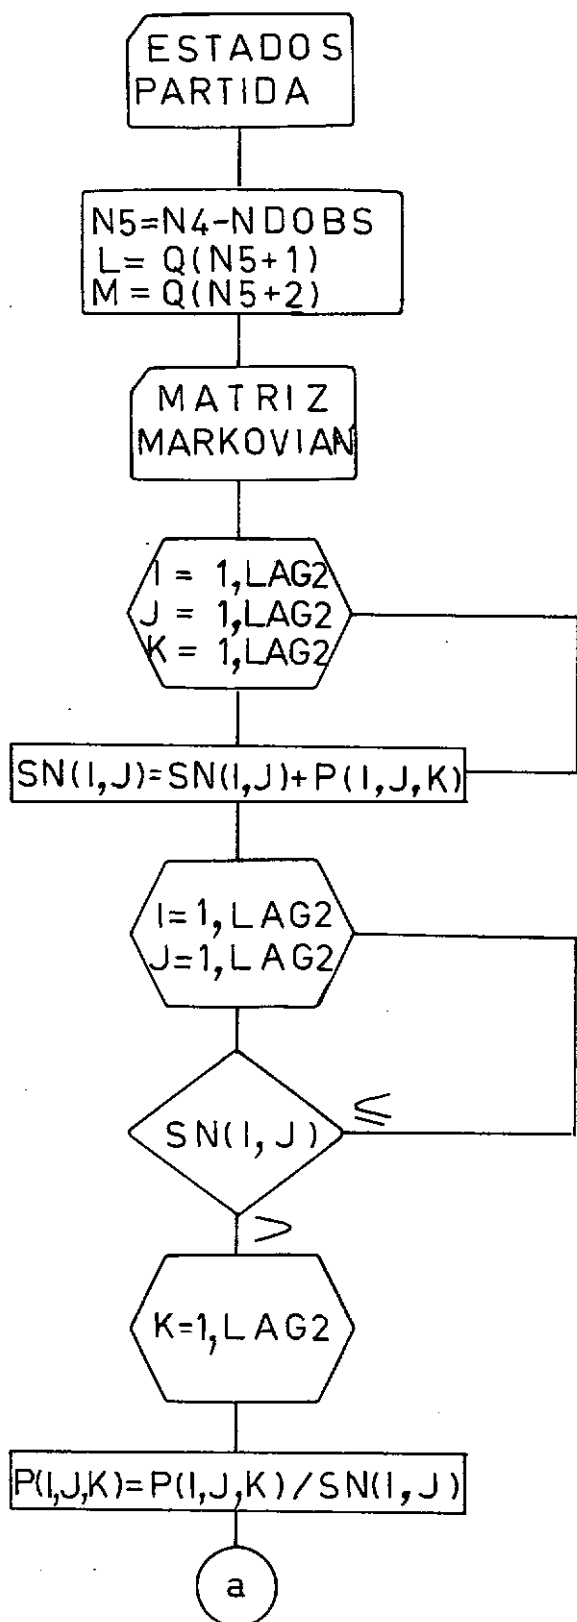 ESTADOS
PARTIDA
N5=N4-NDOBS
L= Q(N5+1)
M = Q(N5+2)
MATRIZ
MARKOVIAN
I = 1,LAG2
J = 1,LAG2
K = 1,LAG2
SN(I,J)=SN(I,J)+P(I,J,K)
I=1,LAG2
J=1,LAG2
SN(I,J)
≤
>
K=1,LAG2
P(I,J,K)=P(I,J,K)/SN(I,J)
a